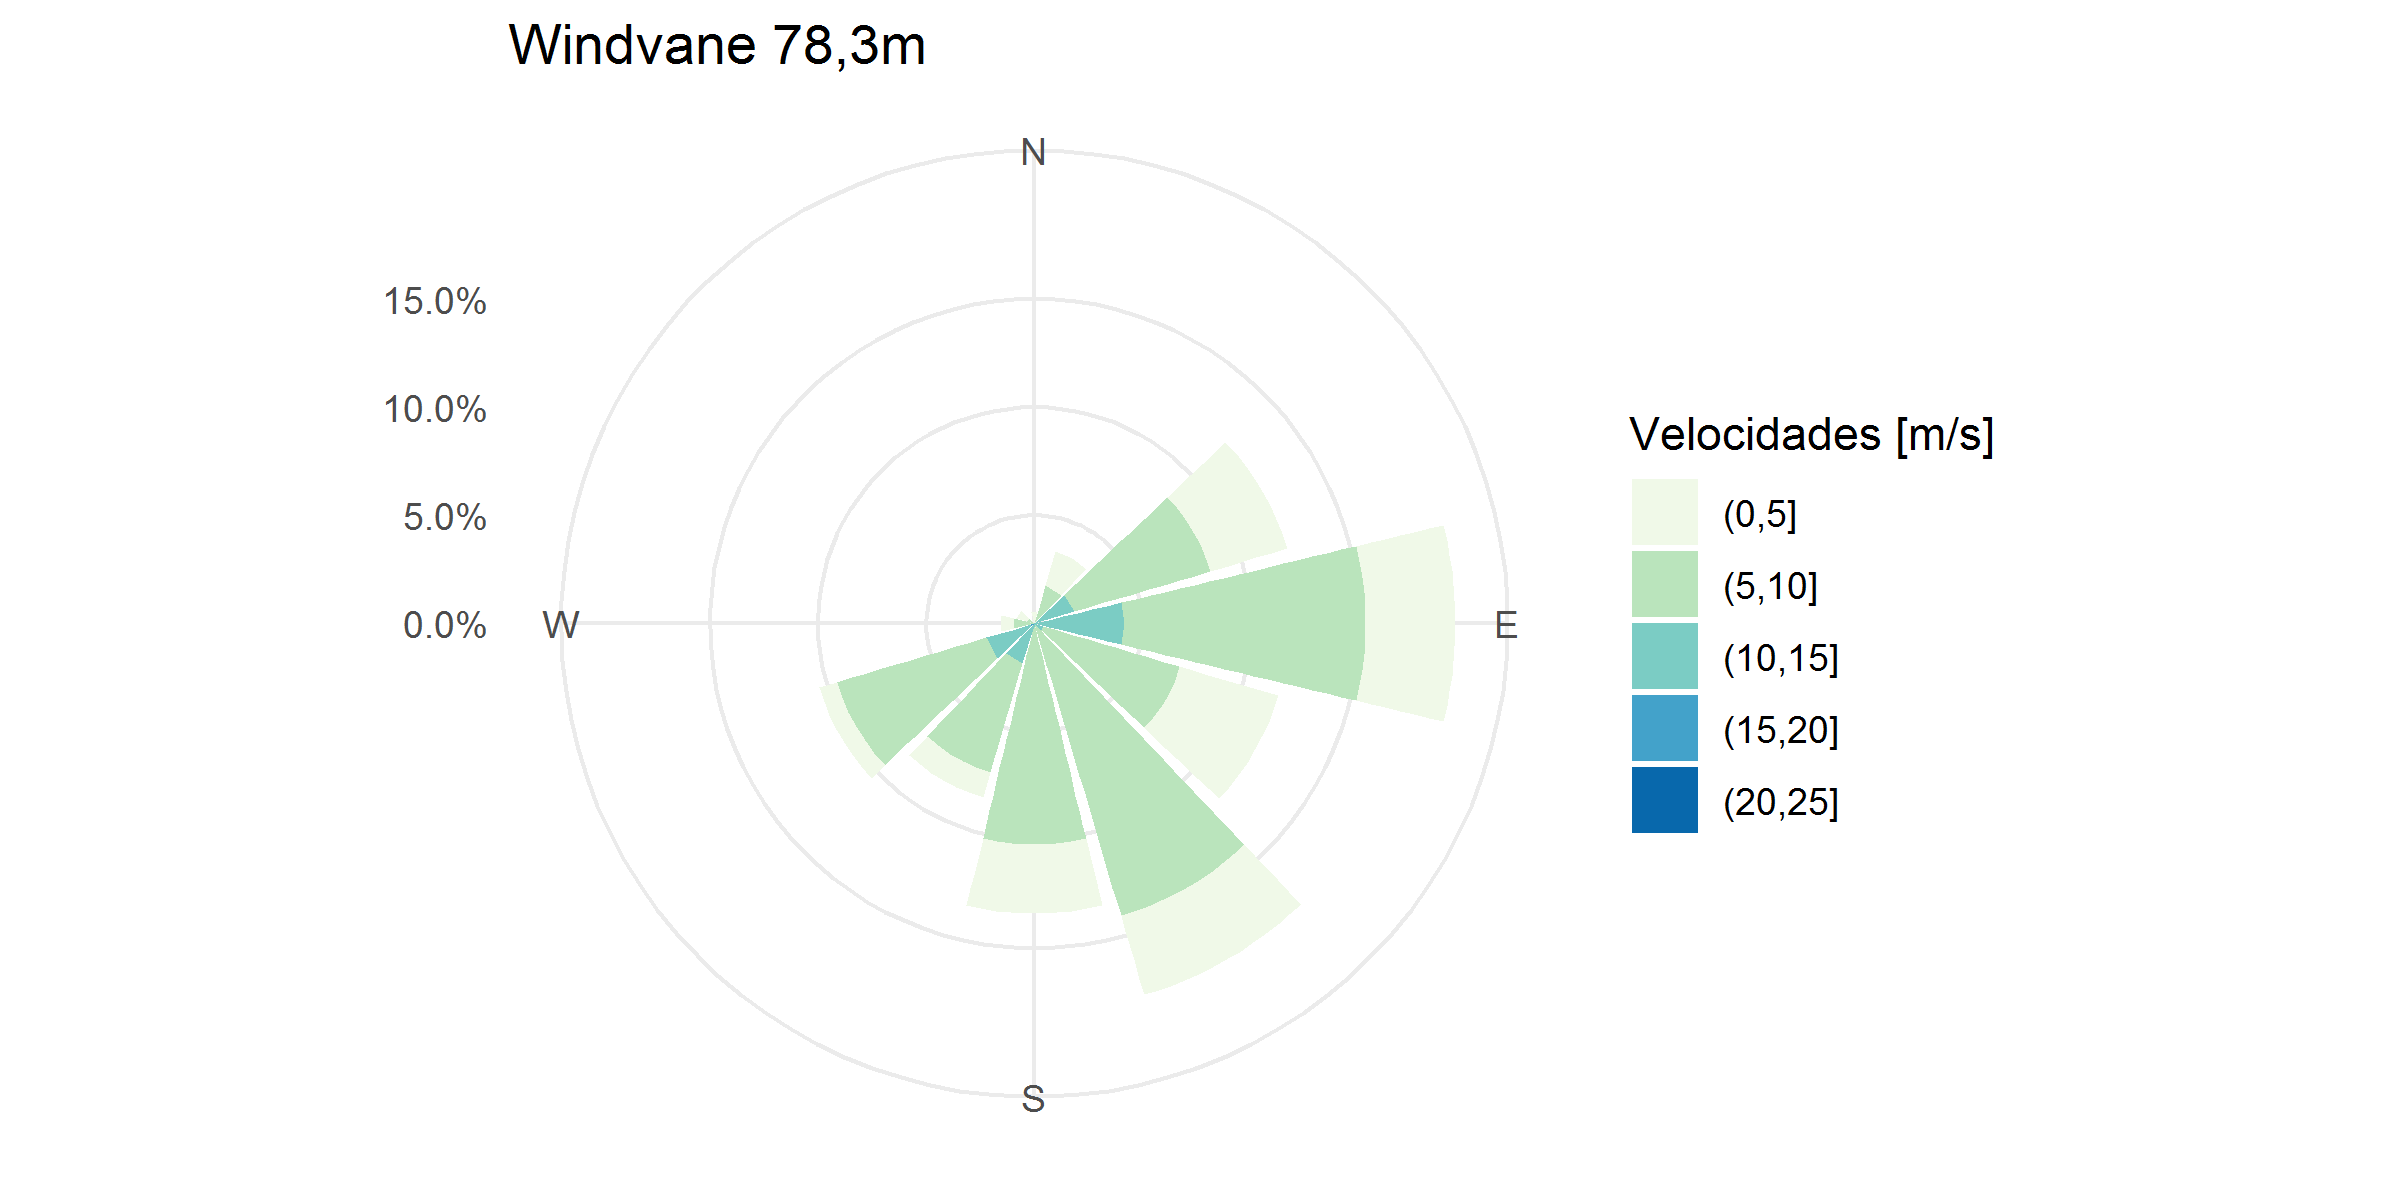 Windvane 78,3m
N
15.0%
10.0%
5.0%
0.0%
W
E
S
Velocidades [m/s]
(0,5]
(5,10]
(10,15]
(15,20]
(20,25]